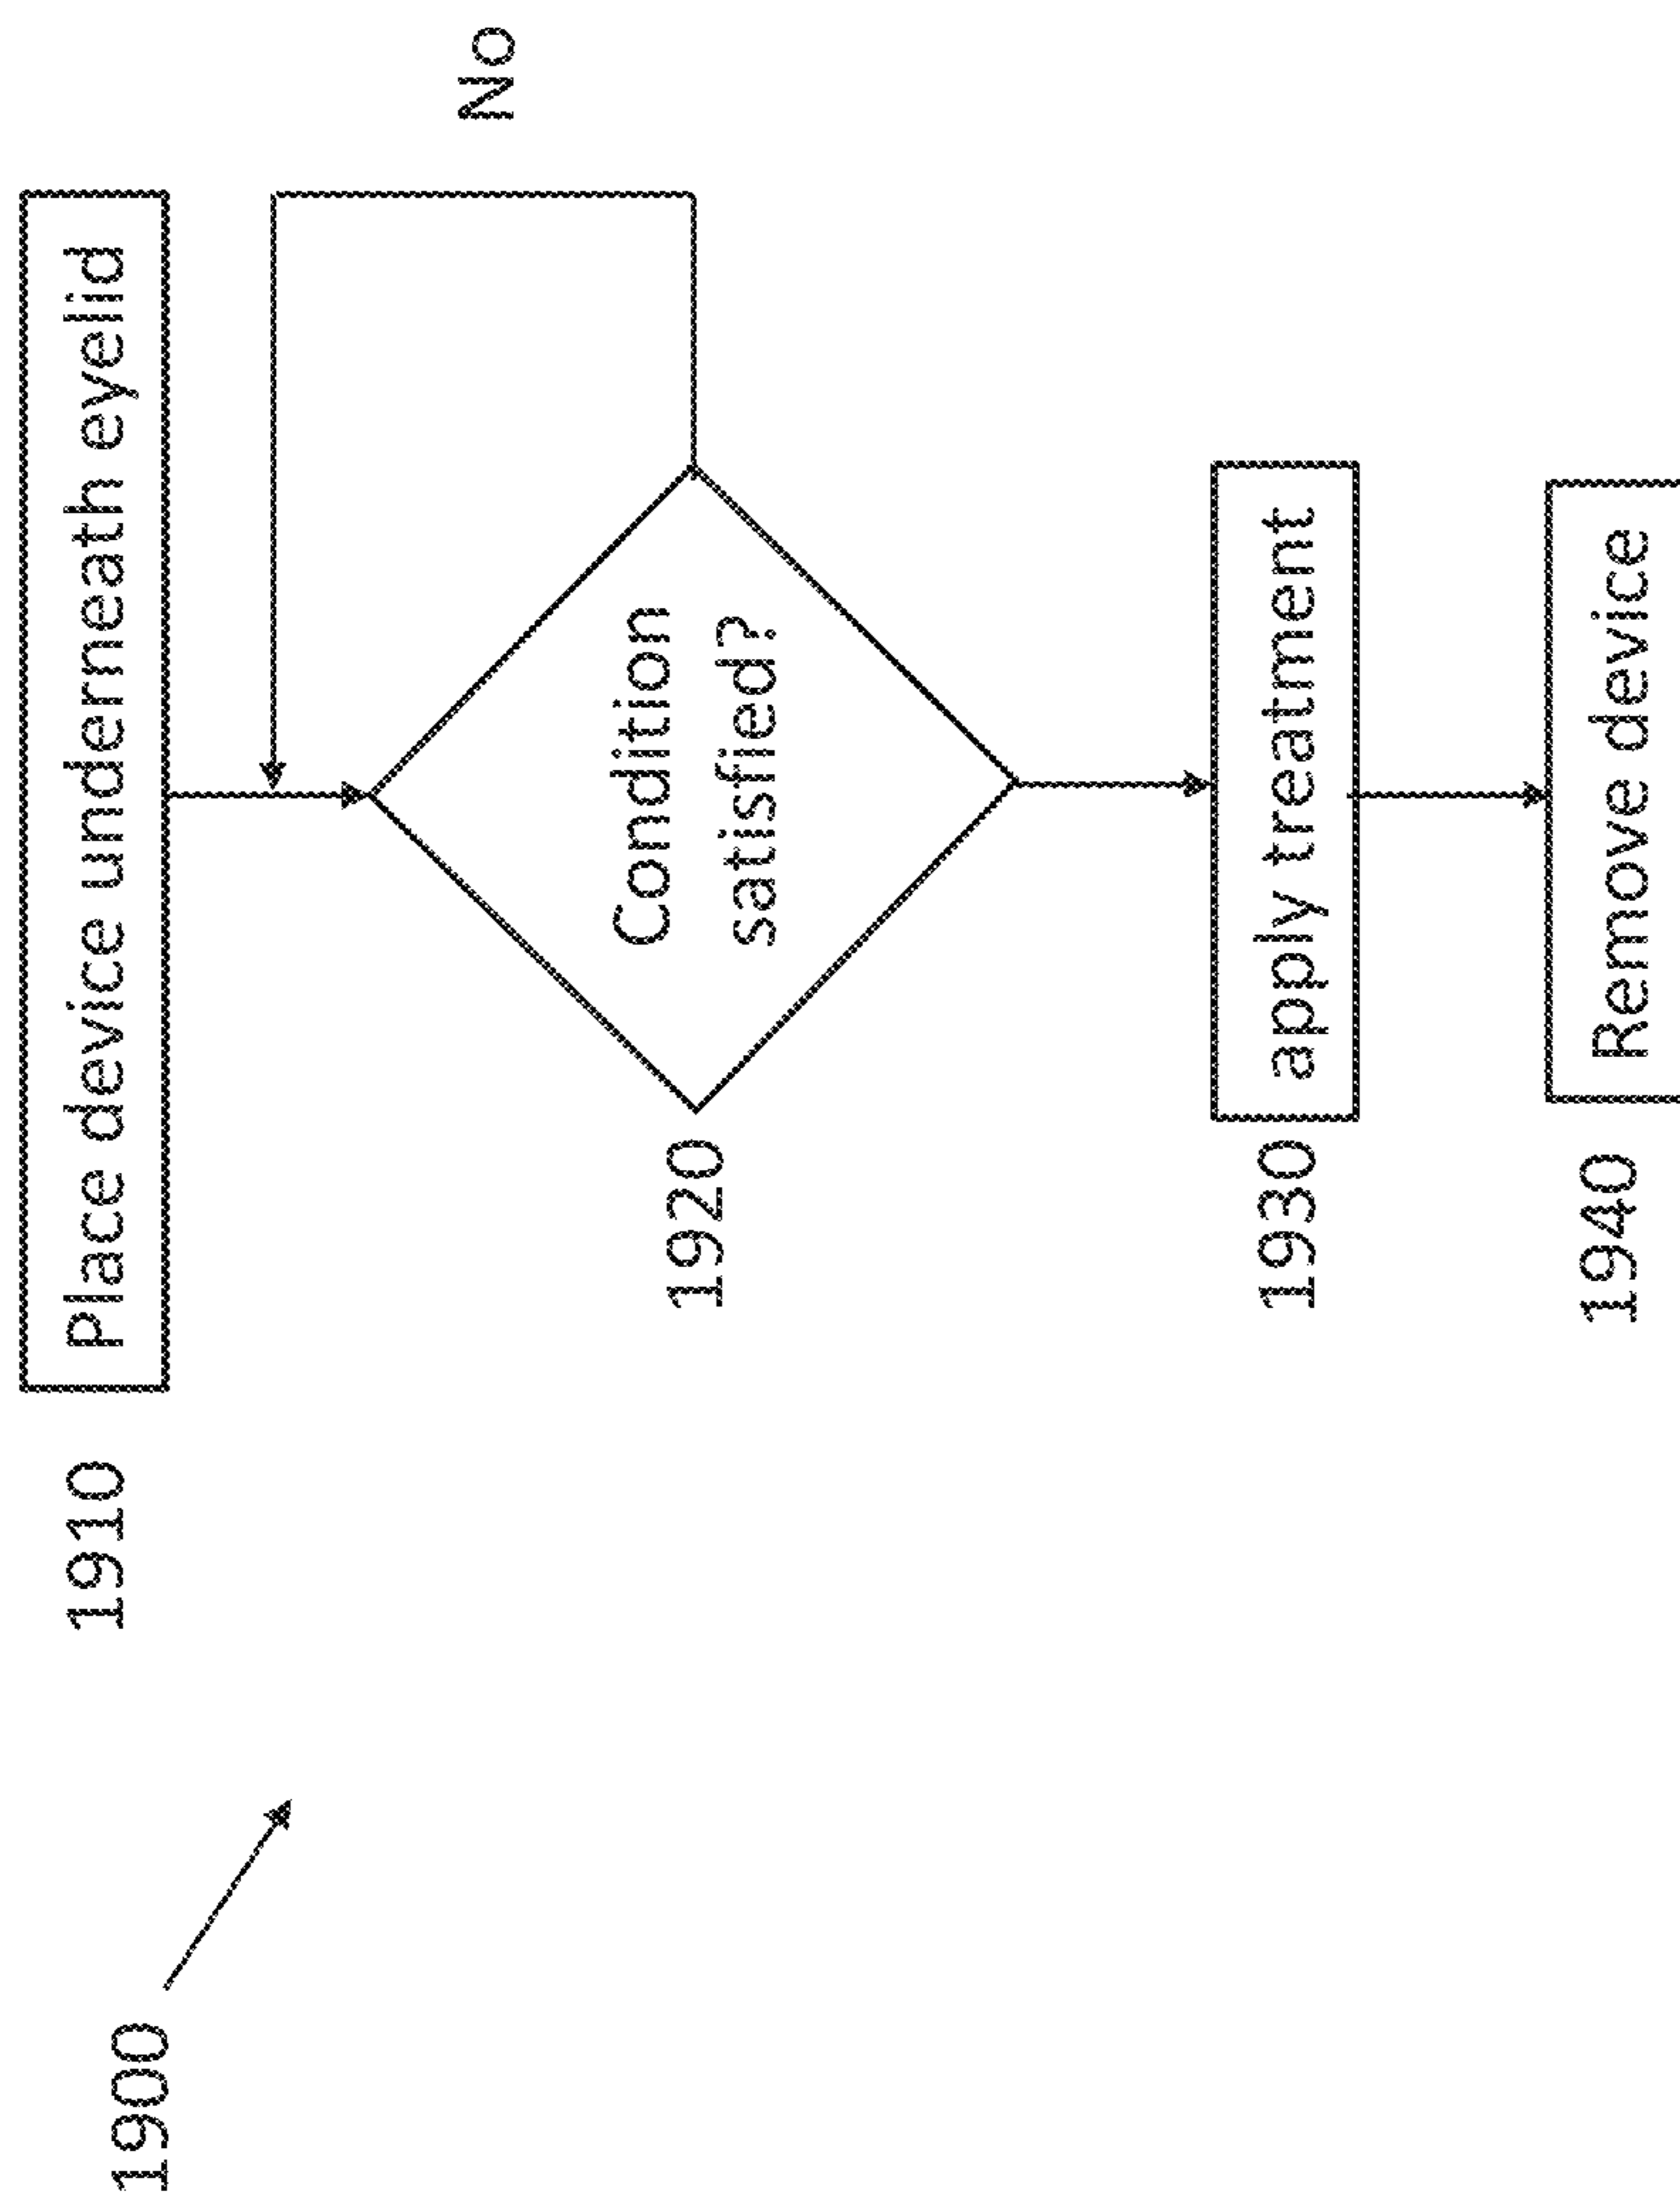 1900
1910
Place device underneath eyelid
No
1920
Condition
satisfied?
1930
apply treatment
1940
Remove device